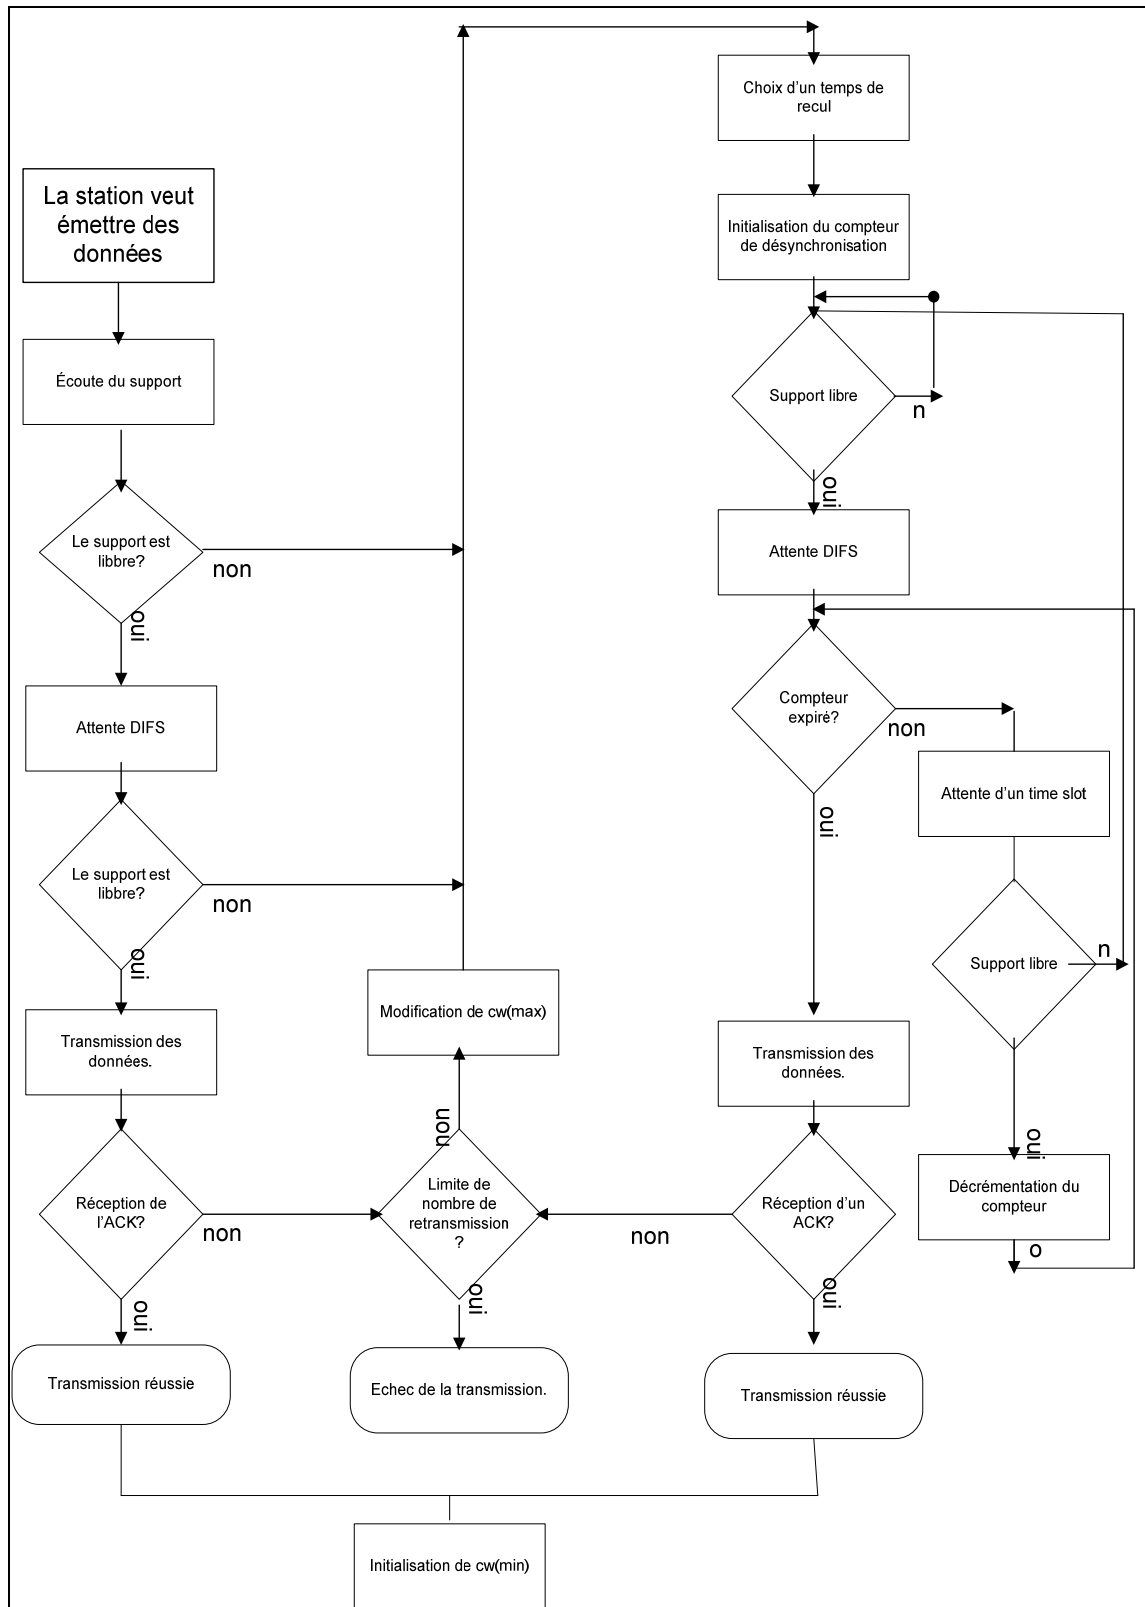 Choix d'un temps de
recul
La station veut
émettre des
données
Initialisation du compteur
de désynchronisation
Écoute du support
Support libre
n
oui
Le support est
libbre?
non
oui
Attente DIFS
Attente DIFS
Compteur
expiré?
non
oui
Attente d'un time slot
Le support est
libbre?
non
oui
Support libre
n
oui
Modification de cw(max)
Transmission des
données.
Transmission des
données.
non
Réception de
l'ACK?
non
oui
Limite de
nombre de
retransmission
?
oui
Réception d'un
ACK?
non
oui
Décrémentation du
compteur
o
Transmission réussie
Echec de la transmission.
Transmission réussie
Initialisation de cw(min)